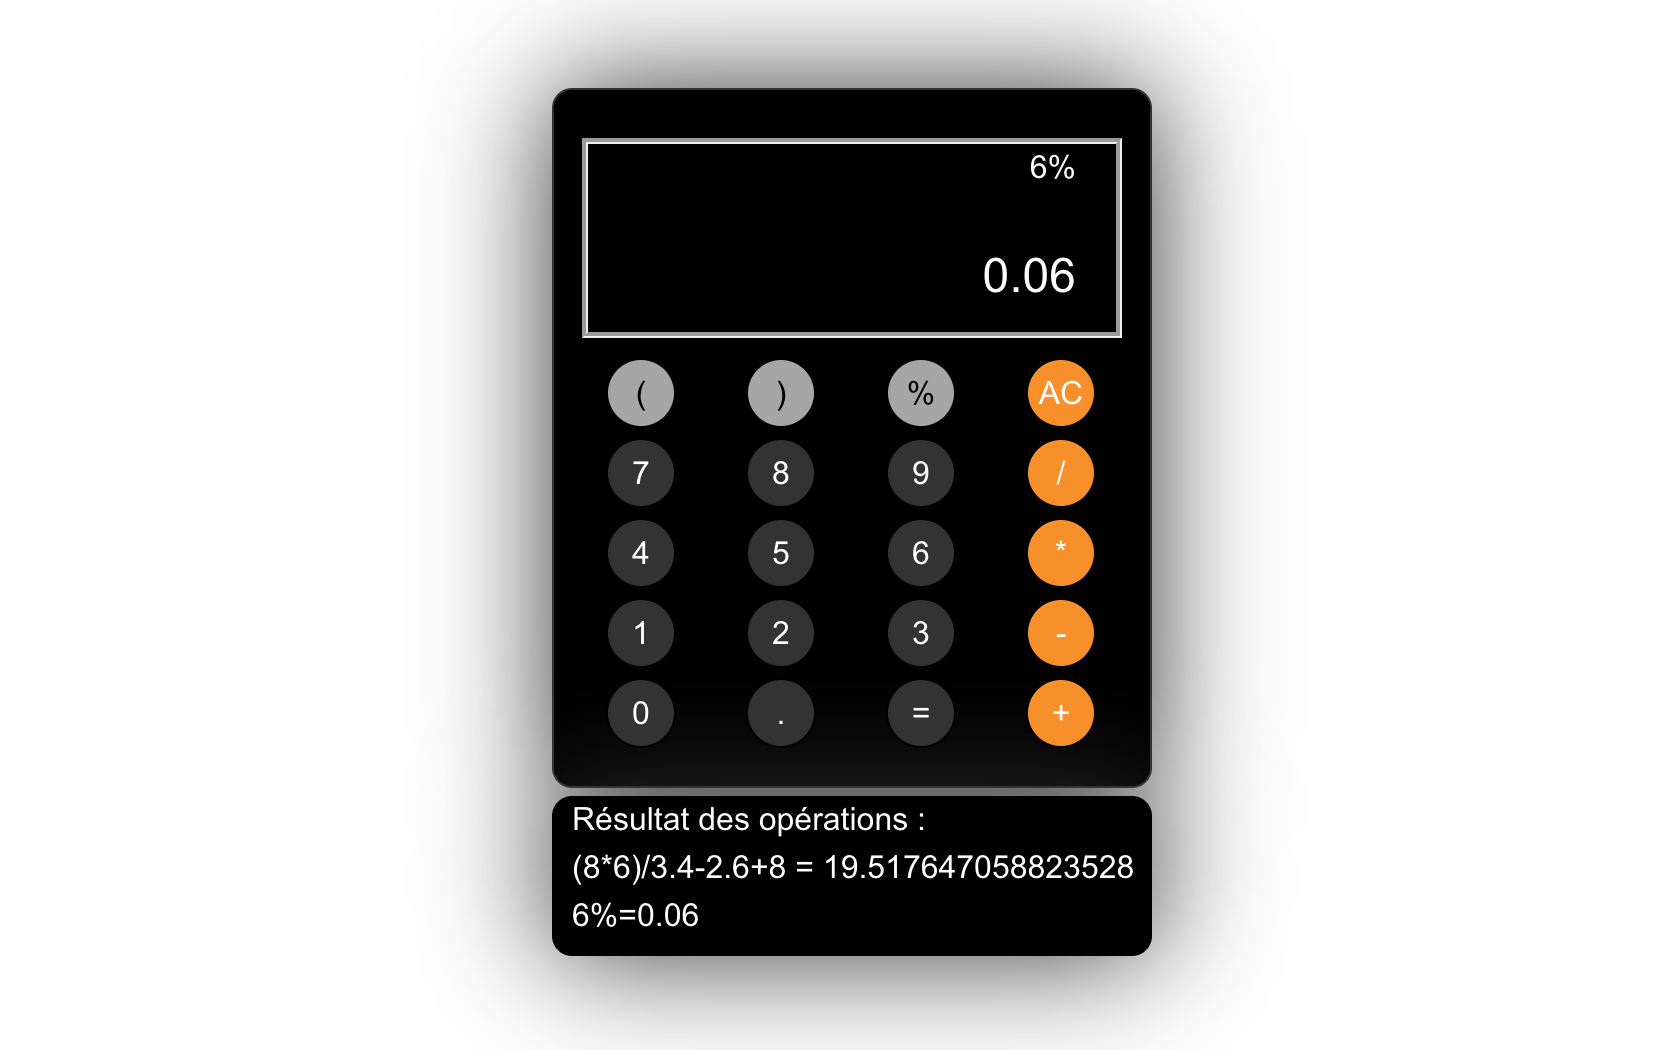 6%
0.06
( ) % AC
7 8 9 /
4 5 6 *
1 2 3 -
0 . = +
Résultat des opérations :
(8*6)/3.4-2.6+8 = 19.517647058823528
6%=0.06